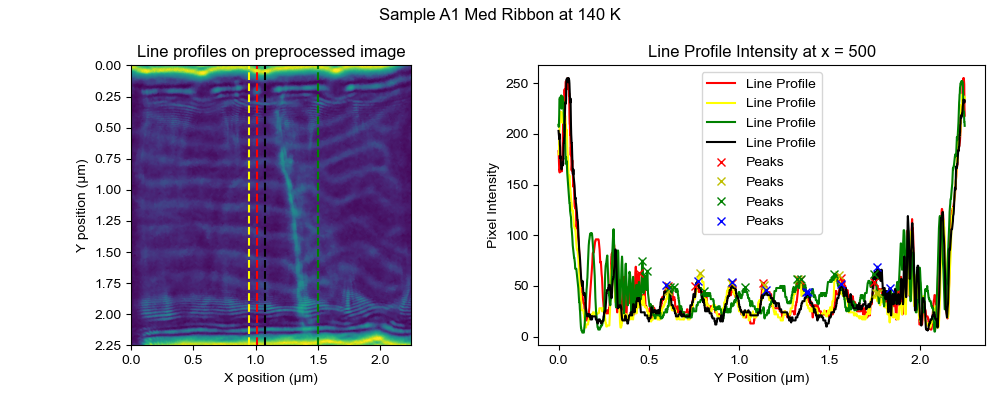 Sample A1 Med Ribbon at 140 K
Line profiles on preprocessed image
0.00
0.25
0.50
0.75
1.00
1.25
1.50
1.75
2.00
2.25
Y position (μm)
0.0 0.5 1.0 1.5 2.0
X position (μm)
Line Profile Intensity at x = 500
250
200
150
100
50
0
Pixel Intensity
Line Profile
Line Profile
Line Profile
Line Profile
Peaks
Peaks
Peaks
Peaks
0.0 0.5 1.0 1.5 2.0
Y Position (μm)